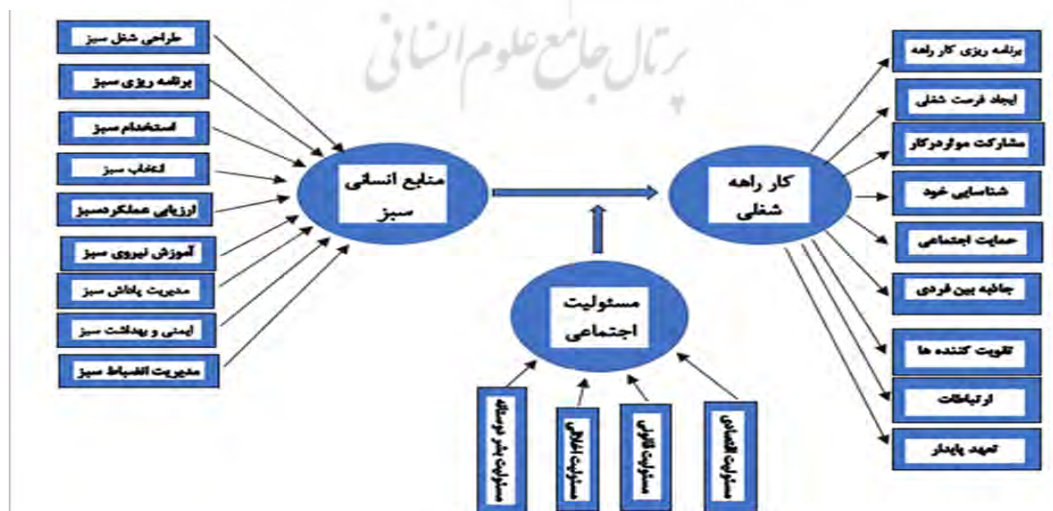 پرتال جامع علوم انسانی
طراحی شغل سبز
برنامه ریزی سبز
استخدام سبز
انتخاب سبز
ارزیابی عملکردسبز
آموزش نیروی سبز
مدیریت پاداش سبز
ایمنی و بهداشت سبز
مدیریت انضباط سبز
منابع انسانی
سبز
کار راهه
شغلی
مسئولیت
اجتماعی
مسئولیت بشر دوستانه
مسئولیت اخلاقی
مسئولیت قانونی
مسئولیت اقتصادی
برنامه ریزی کار راهه
ایجاد فرصت شغلی
مشارکت موثردرکار
شناسایی خود
حمایت اجتماعی
جاذبه بین فردی
تقویت کننده ها
ارتباطات
تعهد پایدار